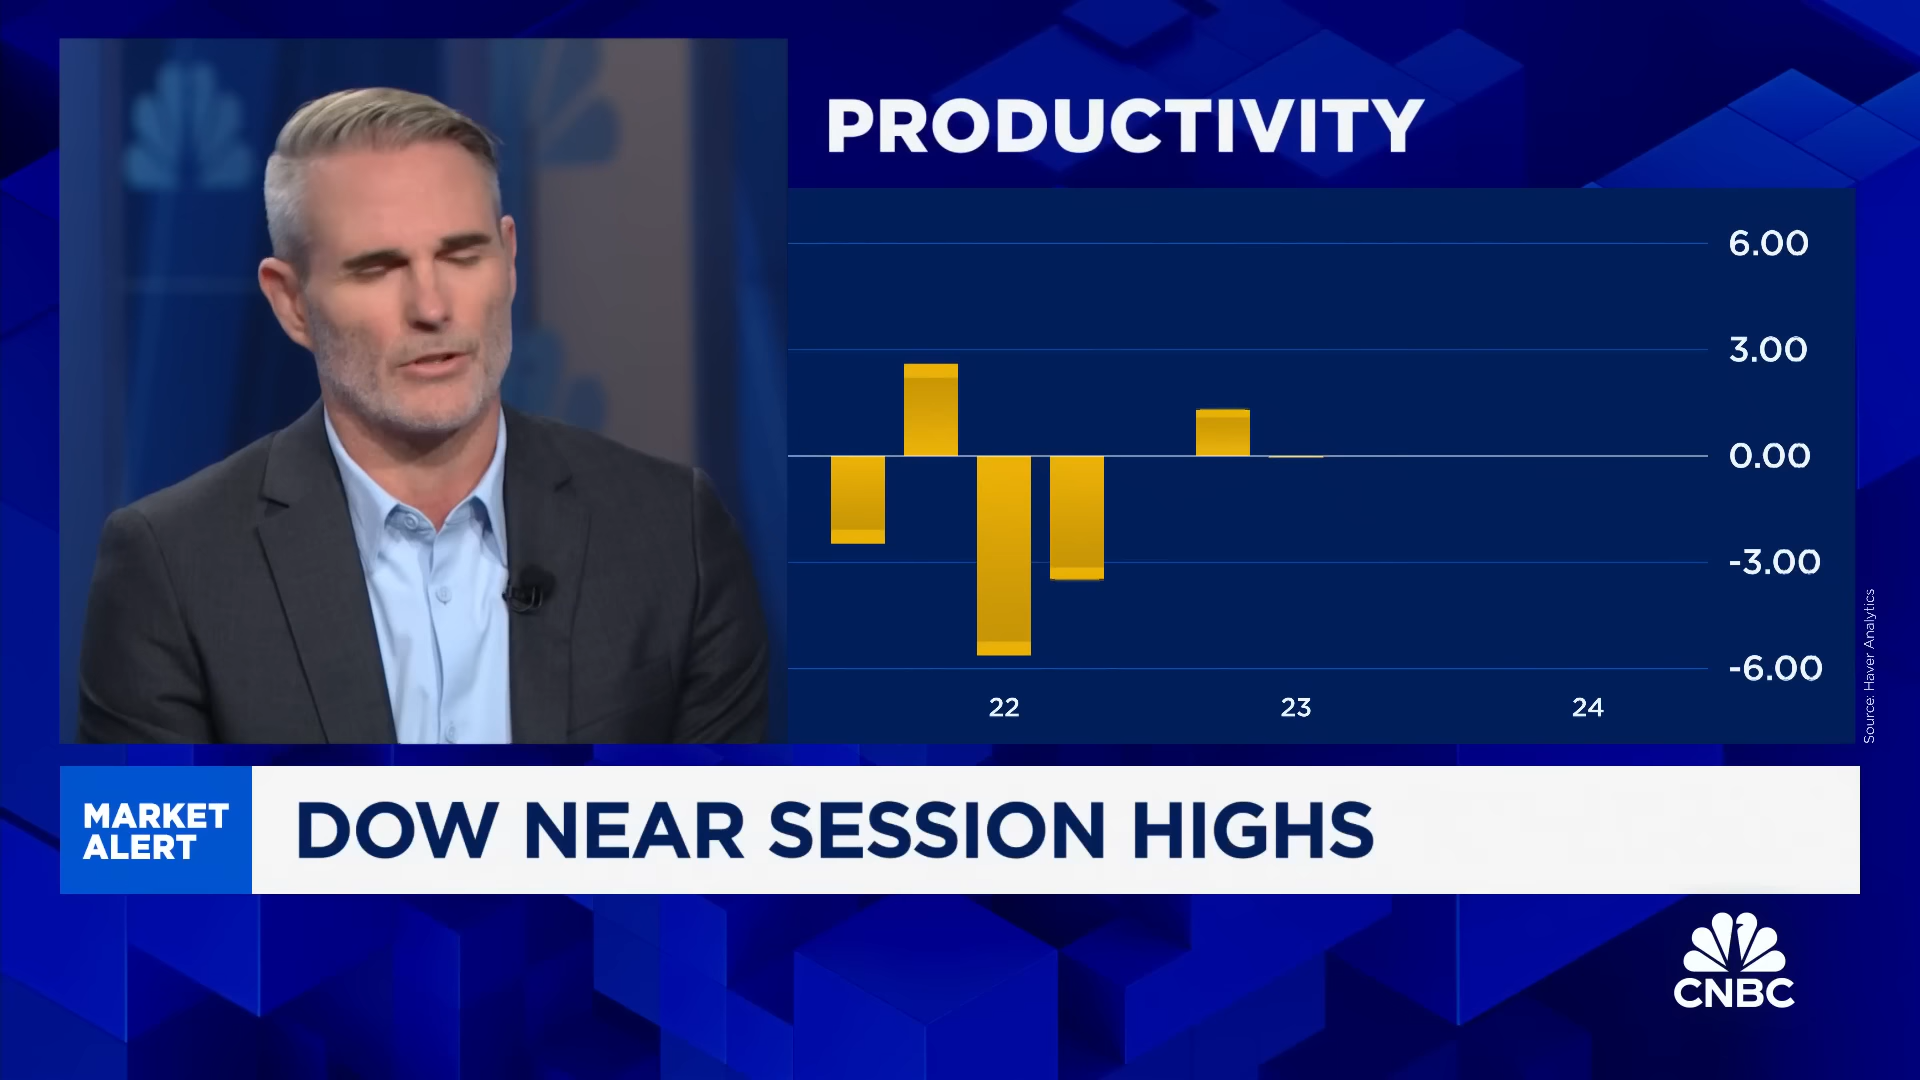 PRODUCTIVITY
6.00
3.00
0.00
-3.00
-6.00
22
23
24
Source: Haver Analytics
MARKET
ALERT
DOW NEAR SESSION HIGHS
CNBC